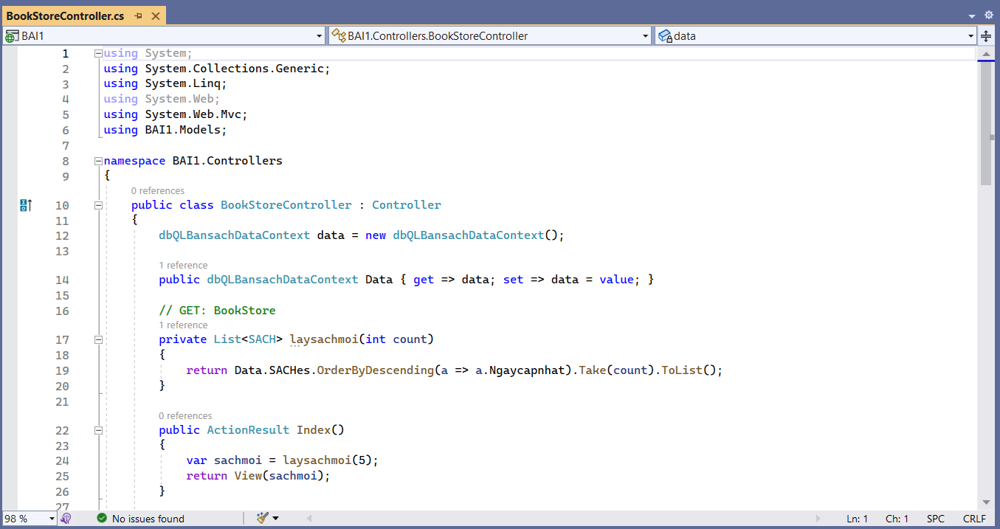 BookStoreController.cs
BAI1 BAI1.Controllers.BookStoreController data
1 using System;
2 using System.Collections.Generic;
3 using System.Linq;
4 using System.Web;
5 using System.Web.Mvc;
6 using BAI1.Models;
7
8 namespace BAI1.Controllers
9 {
0 references
10 public class BookStoreController : Controller
11 {
12 dbQLBansachDataContext data = new dbQLBansachDataContext();
13
1 reference
14 public dbQLBansachDataContext Data { get => data; set => data = value; }
15
16 // GET: BookStore
1 reference
17 private List<SACH> laysachmoi(int count)
18 {
19 return Data.SACHes.OrderByDescending(a => a.Ngaycapnhat).Take(count).ToList();
20 }
21
0 references
22 public ActionResult Index()
23 {
24 var sachmoi = laysachmoi(5);
25 return View(sachmoi);
26 }
27
98 % No issues found Ln: 1 Ch: 1 SPC CRLF